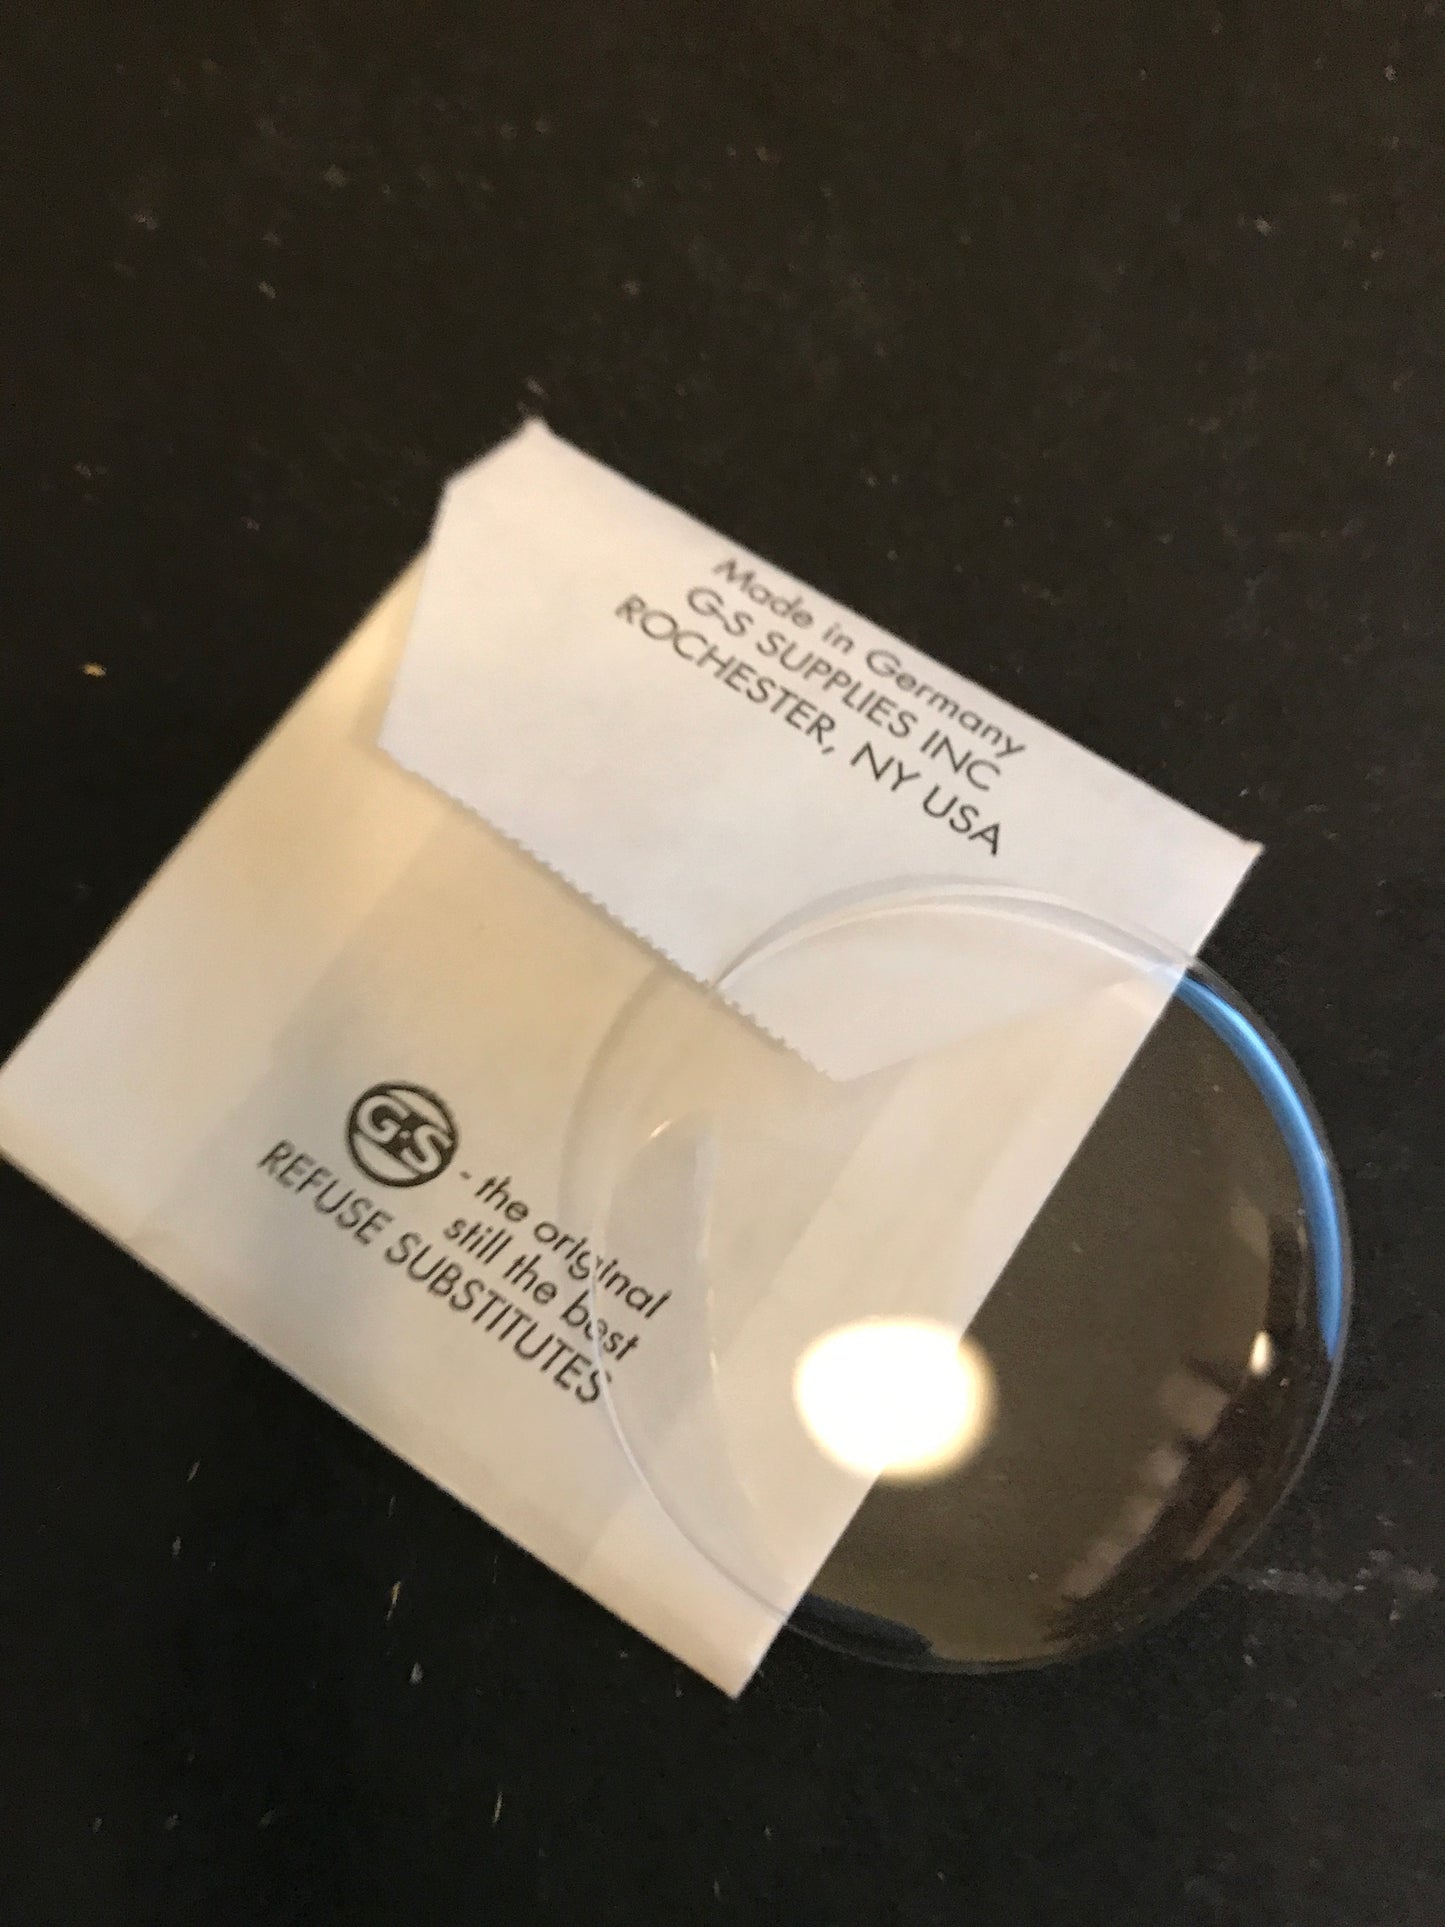 Made in Germany
G-S SUPPLIES INC
ROCHESTER, NY USA
G·S - the original
still the best
REFUSE SUBSTITUTES